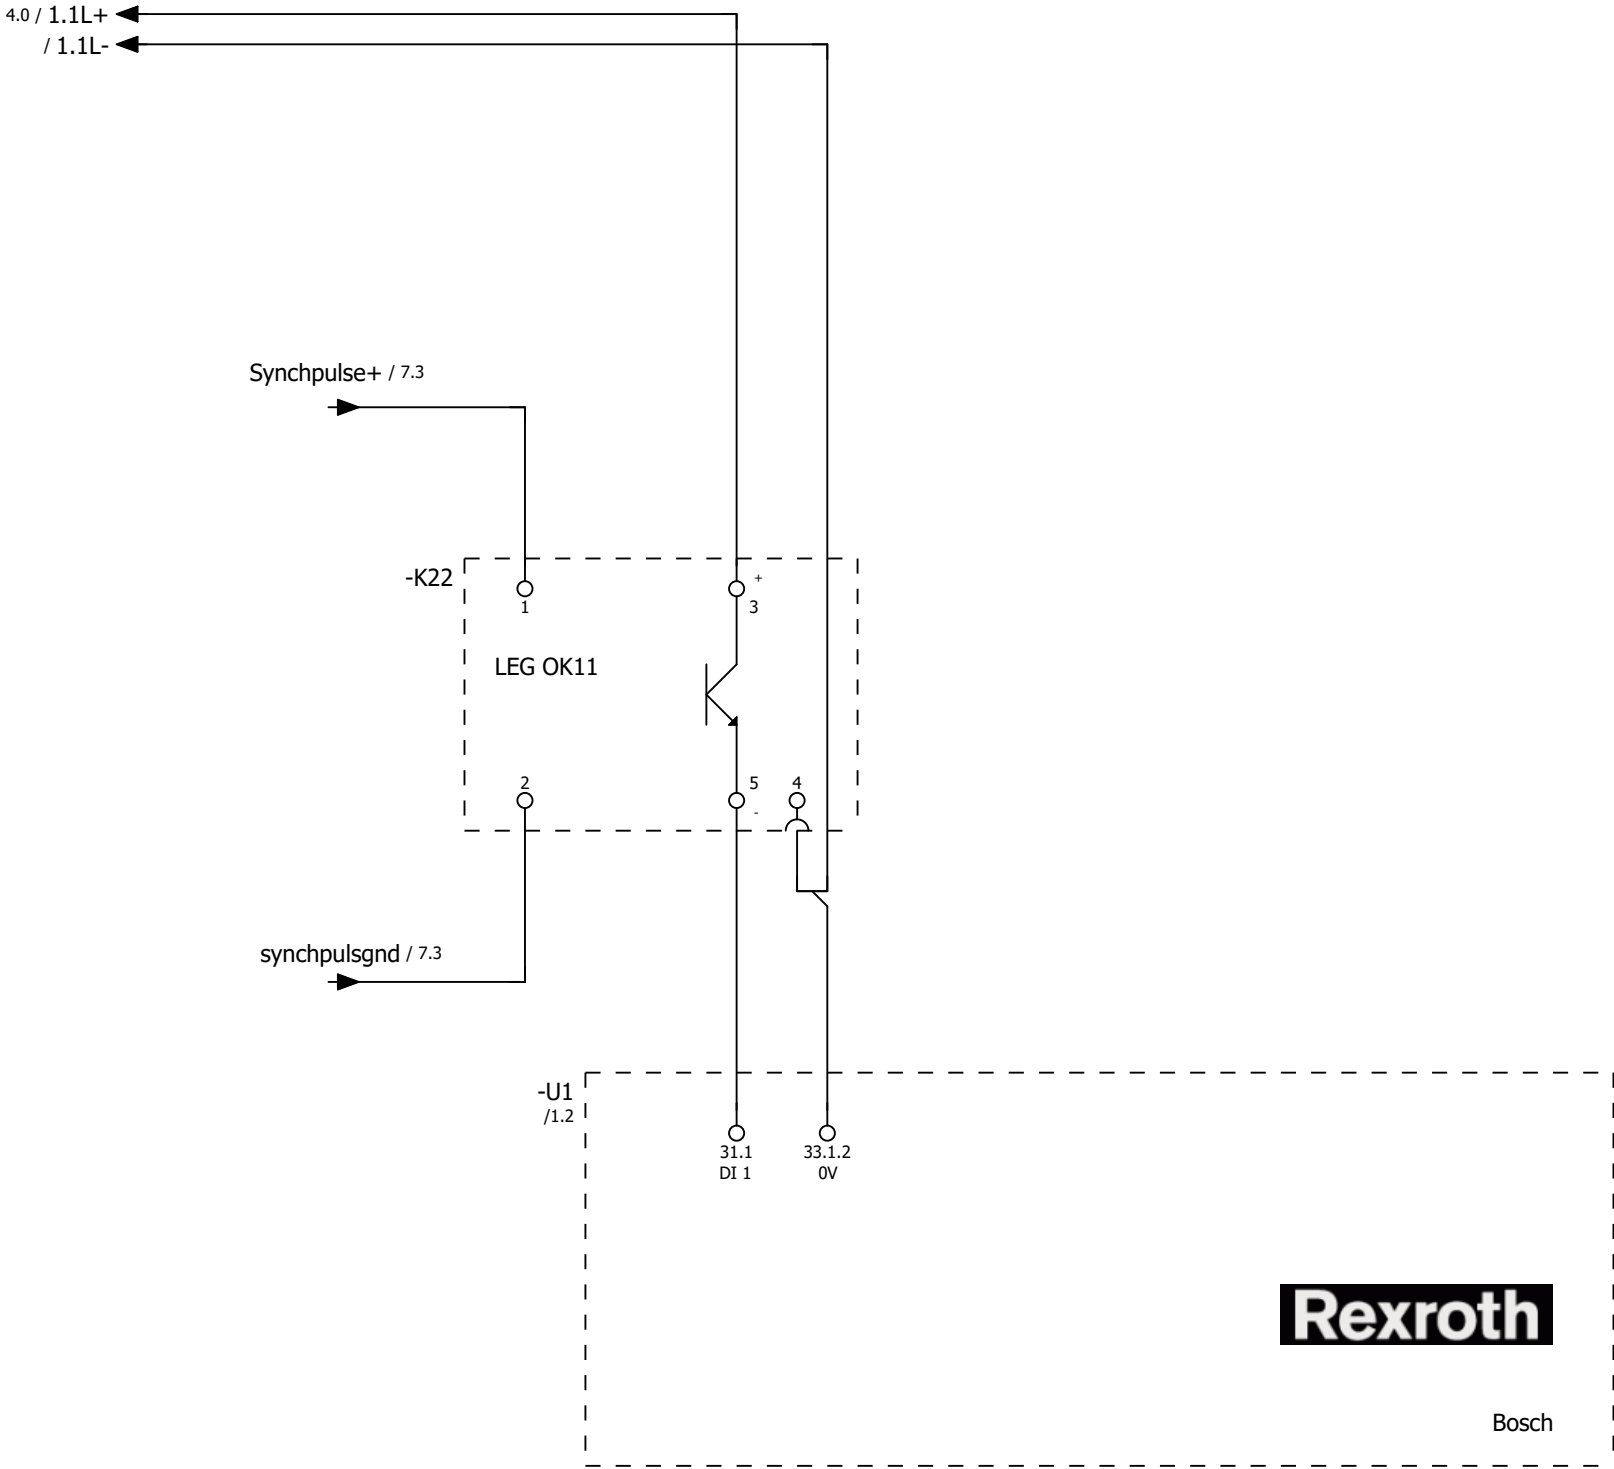 4.0 / 1.1L+
/ 1.1L-
Synchpulse+ / 7.3
-K22
1
+
3
LEG OK11
2
5
4
-
synchpulsgnd / 7.3
-U1
/1.2
31.1
DI 1
33.1.2
0V
Rexroth
Bosch